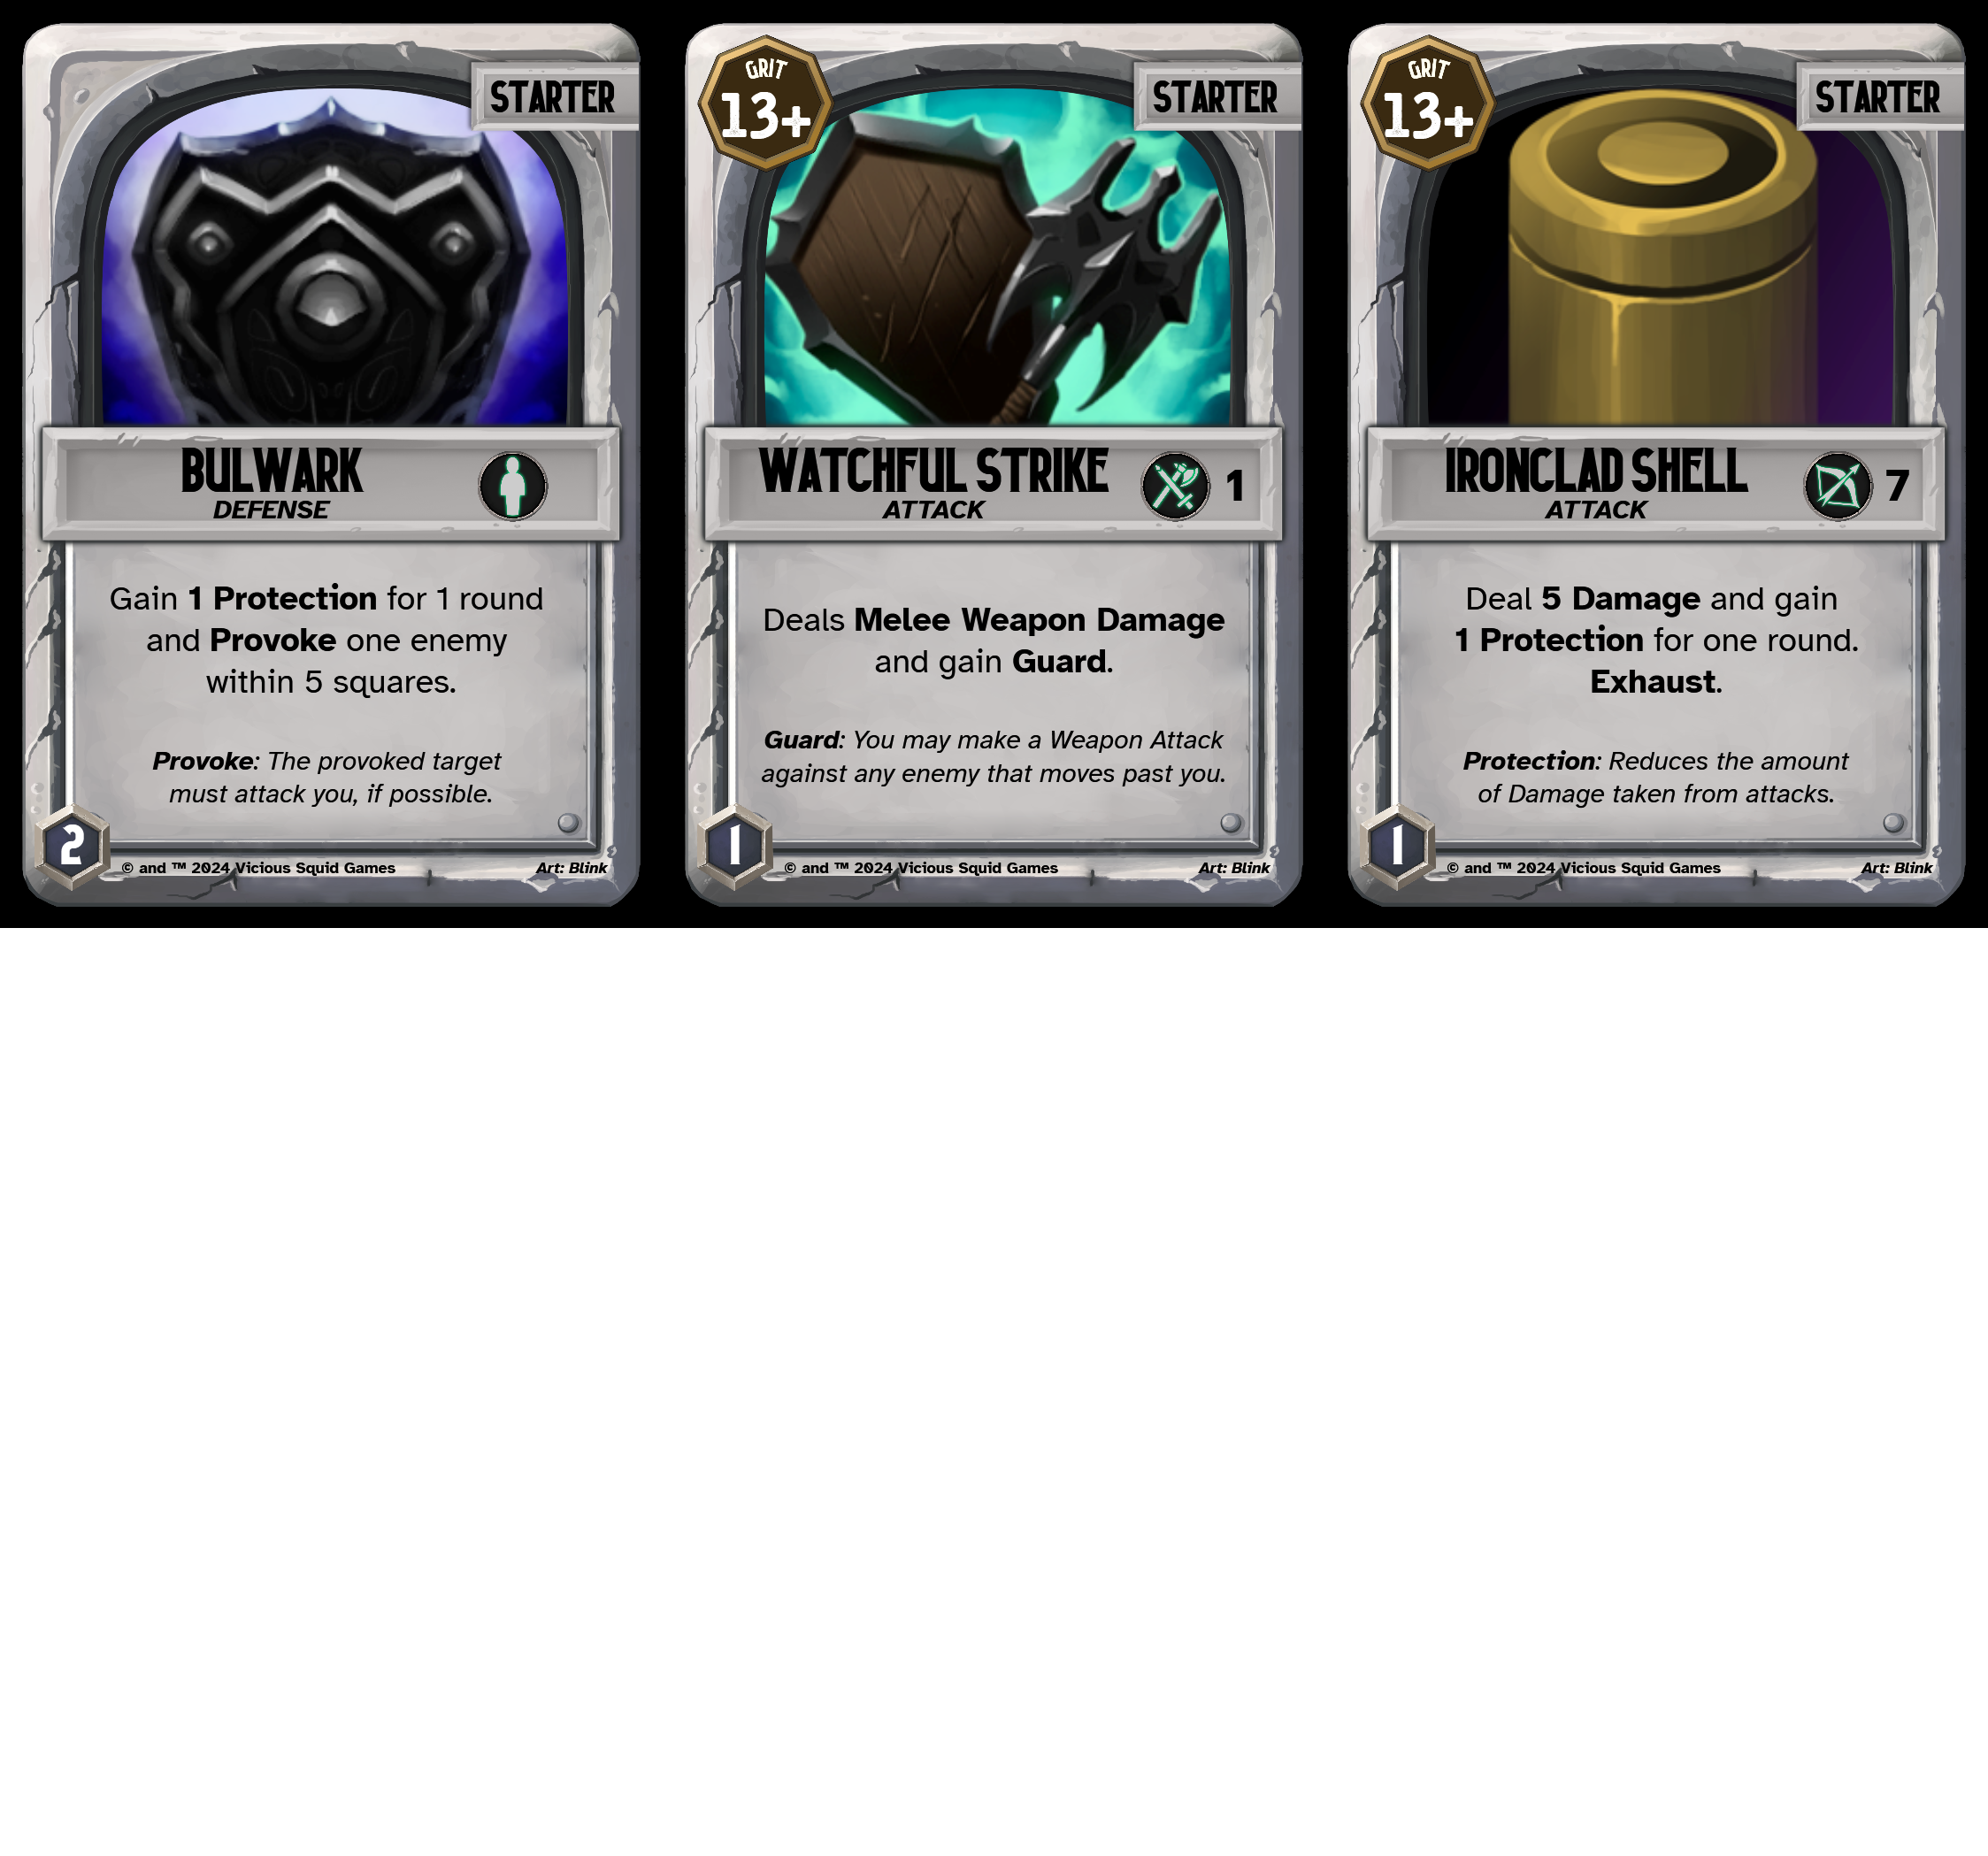 STARTER
BULWARK
DEFENSE
Gain 1 Protection for 1 round
and Provoke one enemy
within 5 squares.
Provoke: The provoked target
must attack you, if possible.
2
© and ™ 2024 Vicious Squid Games
Art: Blink
GRIT
13+
STARTER
WATCHFUL STRIKE
ATTACK
1
Deals Melee Weapon Damage
and gain Guard.
Guard: You may make a Weapon Attack
against any enemy that moves past you.
1
© and ™ 2024 Vicious Squid Games
Art: Blink
GRIT
13+
STARTER
IRONCLAD SHELL
ATTACK
7
Deal 5 Damage and gain
1 Protection for one round.
Exhaust.
Protection: Reduces the amount
of Damage taken from attacks.
1
© and ™ 2024 Vicious Squid Games
Art: Blink